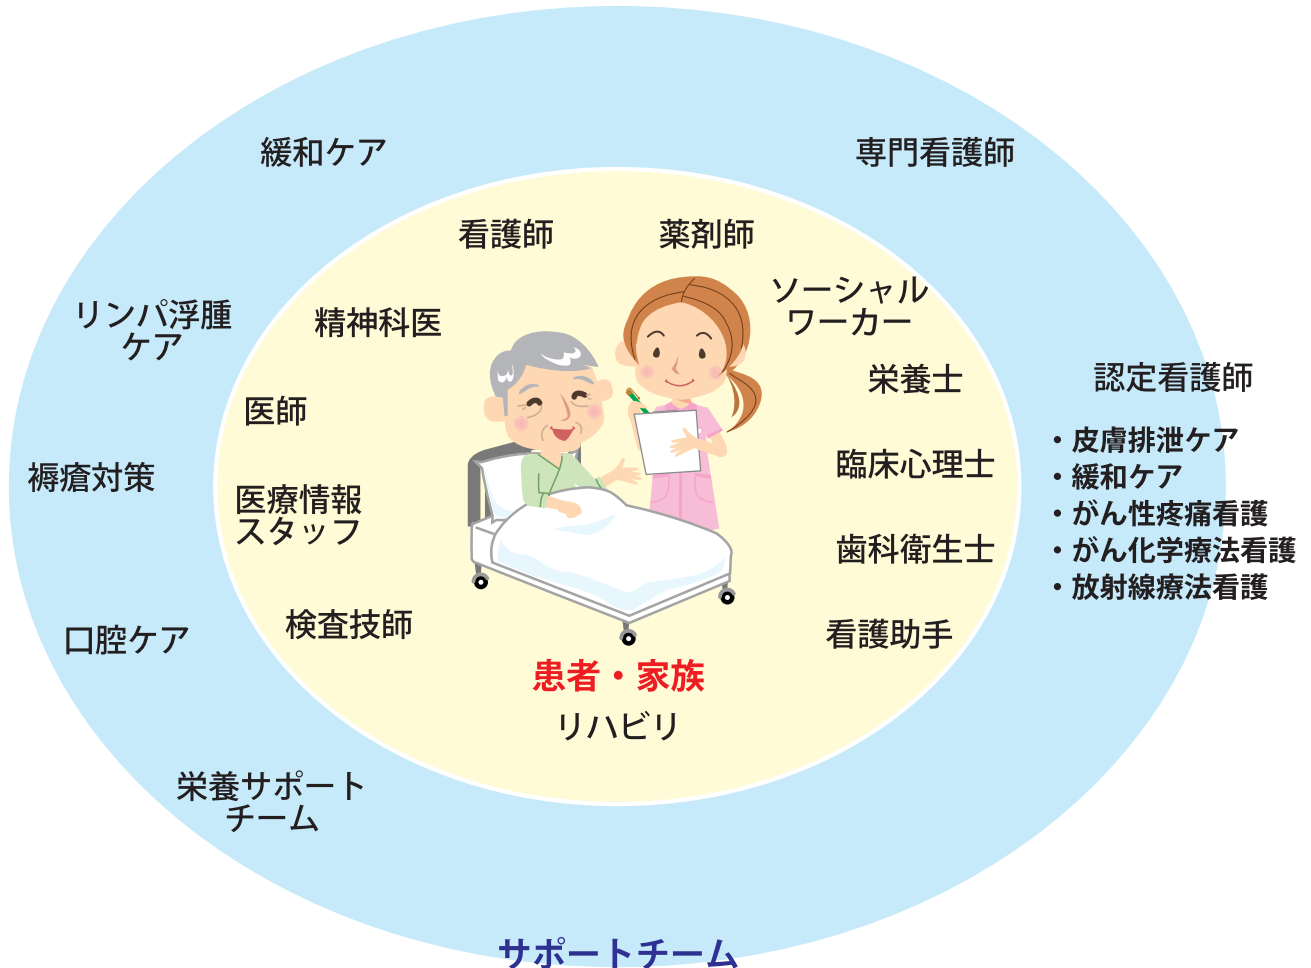 緩和ケア
専門看護師
看護師
薬剤師
ソーシャル
ワーカー
リンパ浮腫
ケア
精神科医
栄養士
認定看護師
医師
・皮膚排泄ケア
・緩和ケア
・がん性疼痛看護
・がん化学療法看護
・放射線療法看護
褥瘡対策
臨床心理士
医療情報
スタッフ
歯科衛生士
検査技師
看護助手
口腔ケア
患者・家族
リハビリ
栄養サポート
チーム
サポートチーム